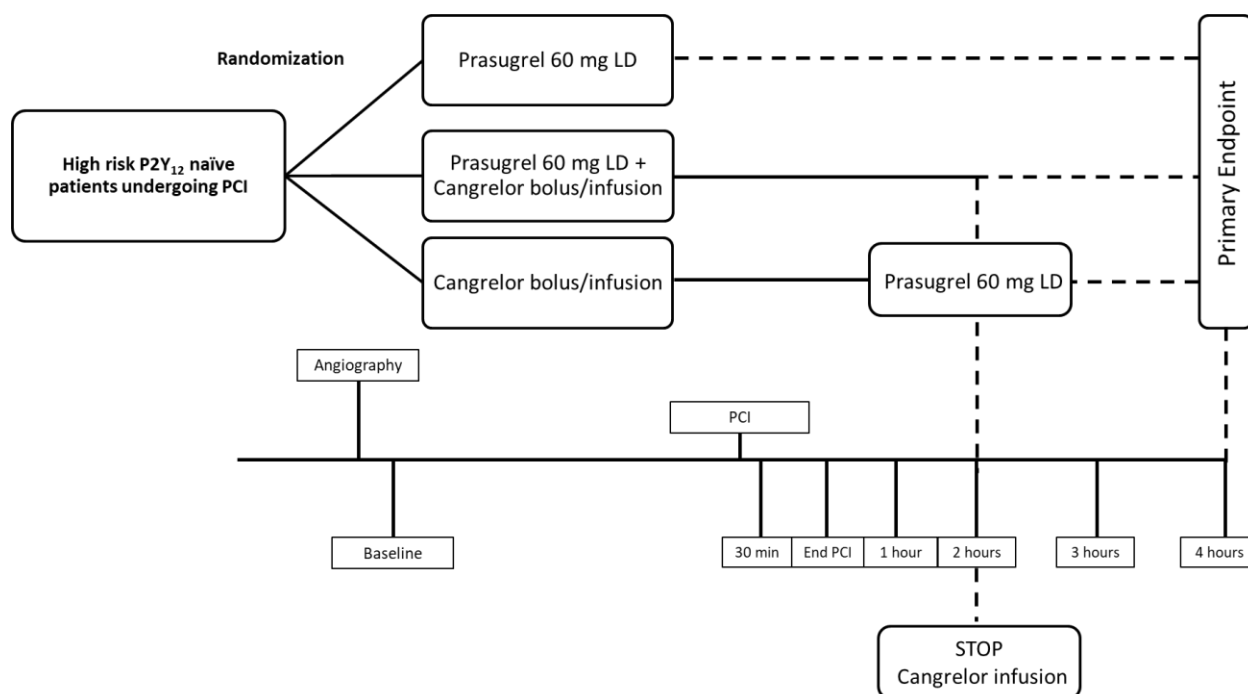 Randomization
Prasugrel 60 mg LD
High risk P2Y₁₂ naïve
patients undergoing PCI
Prasugrel 60 mg LD +
Cangrelor bolus/infusion
Cangrelor bolus/infusion
Prasugrel 60 mg LD
Primary Endpoint
Angiography
PCI
Baseline
30 min
End PCI
1 hour
2 hours
3 hours
4 hours
STOP
Cangrelor infusion